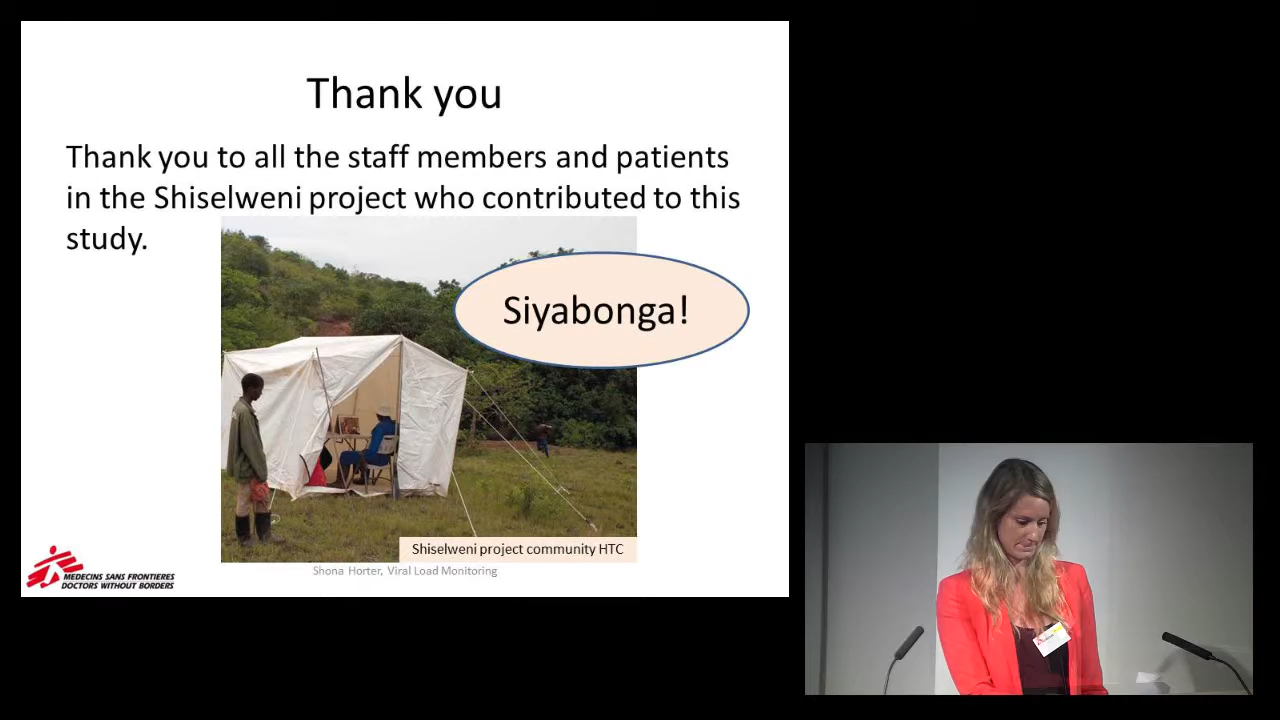 Thank you
Thank you to all the staff members and patients
in the Shiselweni project who contributed to this
study.
Siyabonga!
Shiselweni project community HTC
Shona Horter, Viral Load Monitoring
MEDECINS SANS FRONTIERES
DOCTORS WITHOUT BORDERS